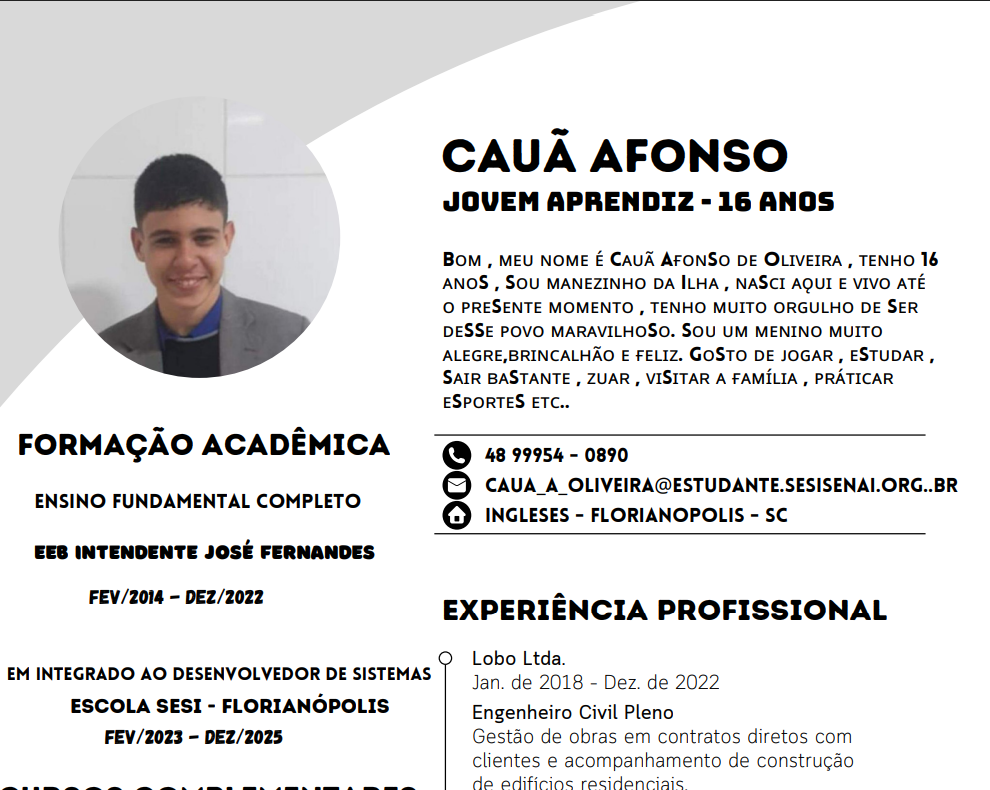 CAUÃ AFONSO
JOVEM APRENDIZ - 16 ANOS
Bom , meu nome é Cauã AfonSo de Oliveira , tenho 16
anoS , Sou manezinho da Ilha , naSci aqui e vivo até
o preSente momento , tenho muito orgulho de Ser
deSSe povo maravilhoSo. Sou um menino muito
alegre,brincalhão e feliz. GoSto de jogar , eStudar ,
Sair baStante , zuar , viSitar a família , práticar
eSporteS etc..
48 99954 - 0890
CAUA_A_OLIVEIRA@ESTUDANTE.SESISENAI.ORG..BR
INGLESES - FLORIANOPOLIS - SC
FORMAÇÃO ACADÊMICA
ENSINO FUNDAMENTAL COMPLETO
EEB INTENDENTE JOSÉ FERNANDES
FEV/2014 - DEZ/2022
EM INTEGRADO AO DESENVOLVEDOR DE SISTEMAS
ESCOLA SESI - FLORIANÓPOLIS
FEV/2023 - DEZ/2025
CURSOS COMPLEMENTARES
EXPERIÊNCIA PROFISSIONAL
Lobo Ltda.
Jan. de 2018 - Dez. de 2022
Engenheiro Civil Pleno
Gestão de obras em contratos diretos com
clientes e acompanhamento de construção
de edifícios residenciais.